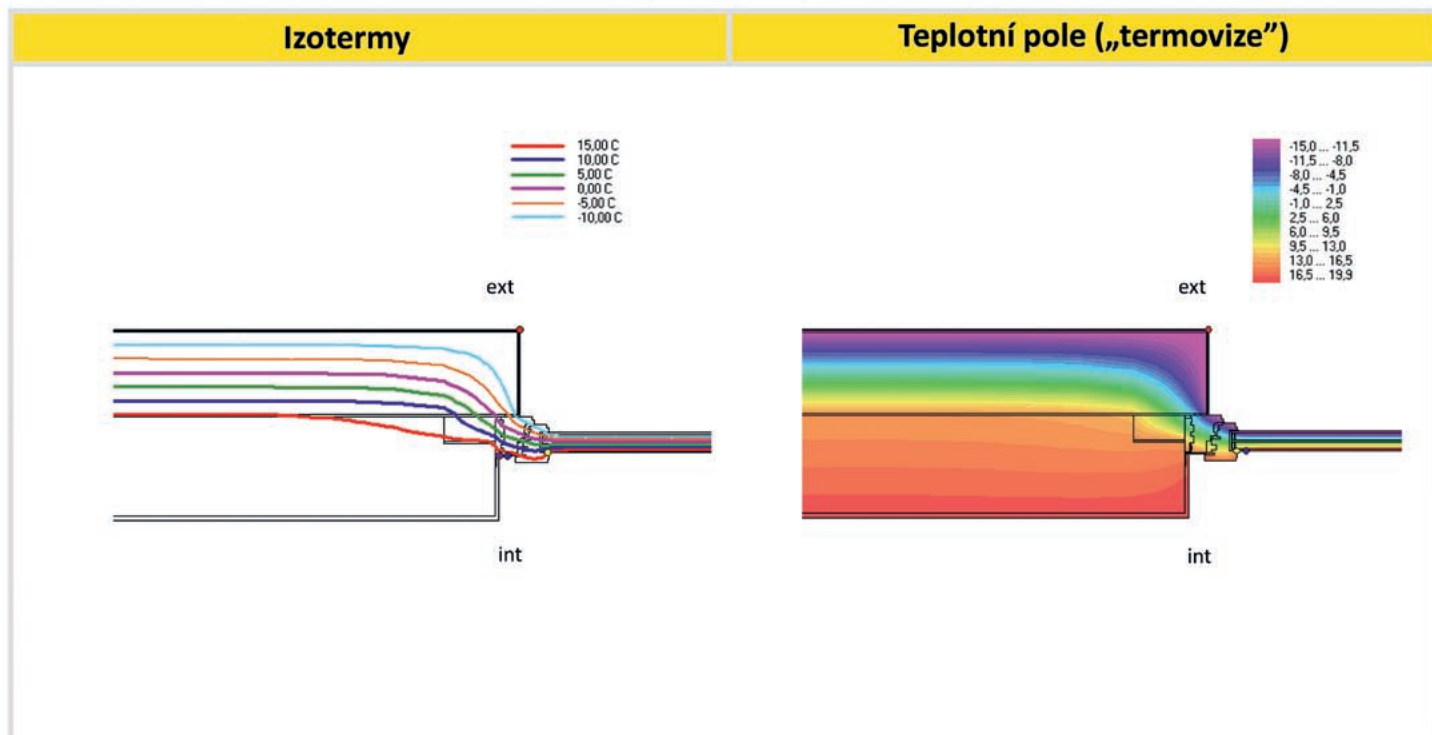 Izotermy
Teplotní pole („termovize”)
15,00 C
10,00 C
5,00 C
0,00 C
-5,00 C
-10,00 C
ext
int
-15,0 ... -11,5
-11,5 ... -8,0
-8,0 ... -4,5
-4,5 ... -1,0
-1,0 ... 2,5
2,5 ... 6,0
6,0 ... 9,5
9,5 ... 13,0
13,0 ... 16,5
16,5 ... 19,9
ext
int